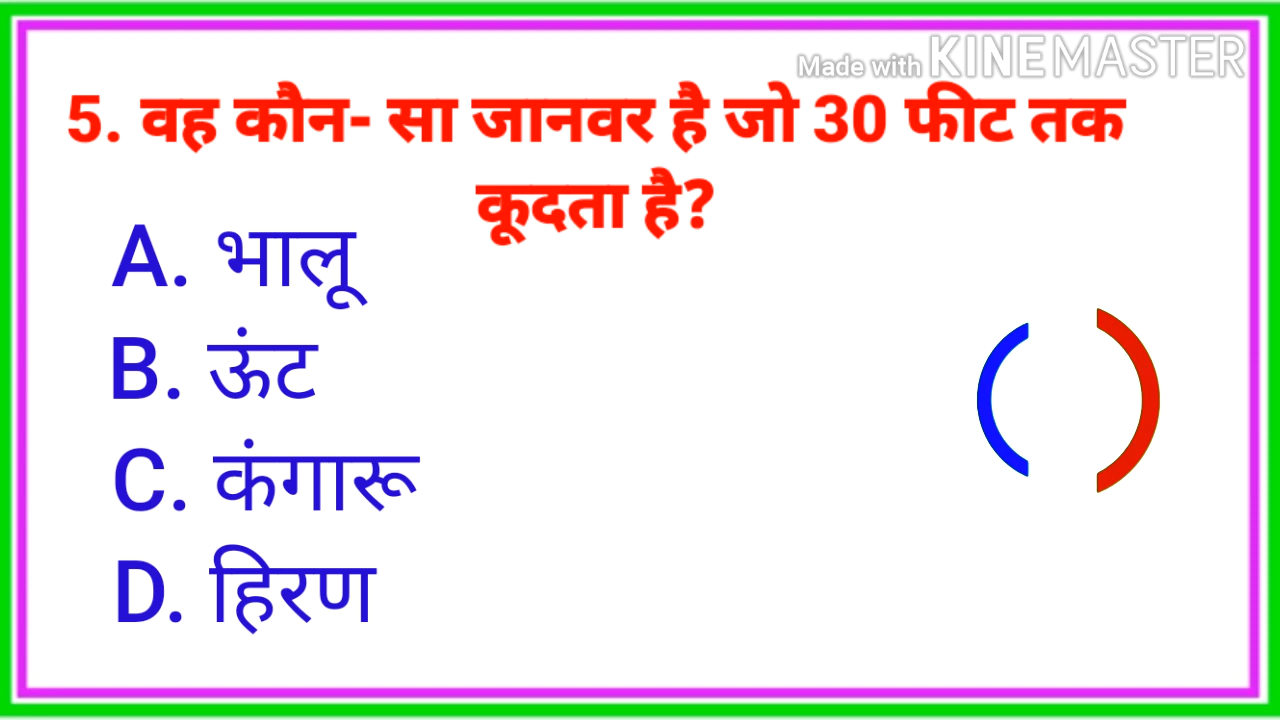 Made with KINEMASTER
5. वह कौन- सा जानवर है जो 30 फीट तक
कूदता है?
A. भालू
B. ऊंट
C. कंगारू
D. हिरण